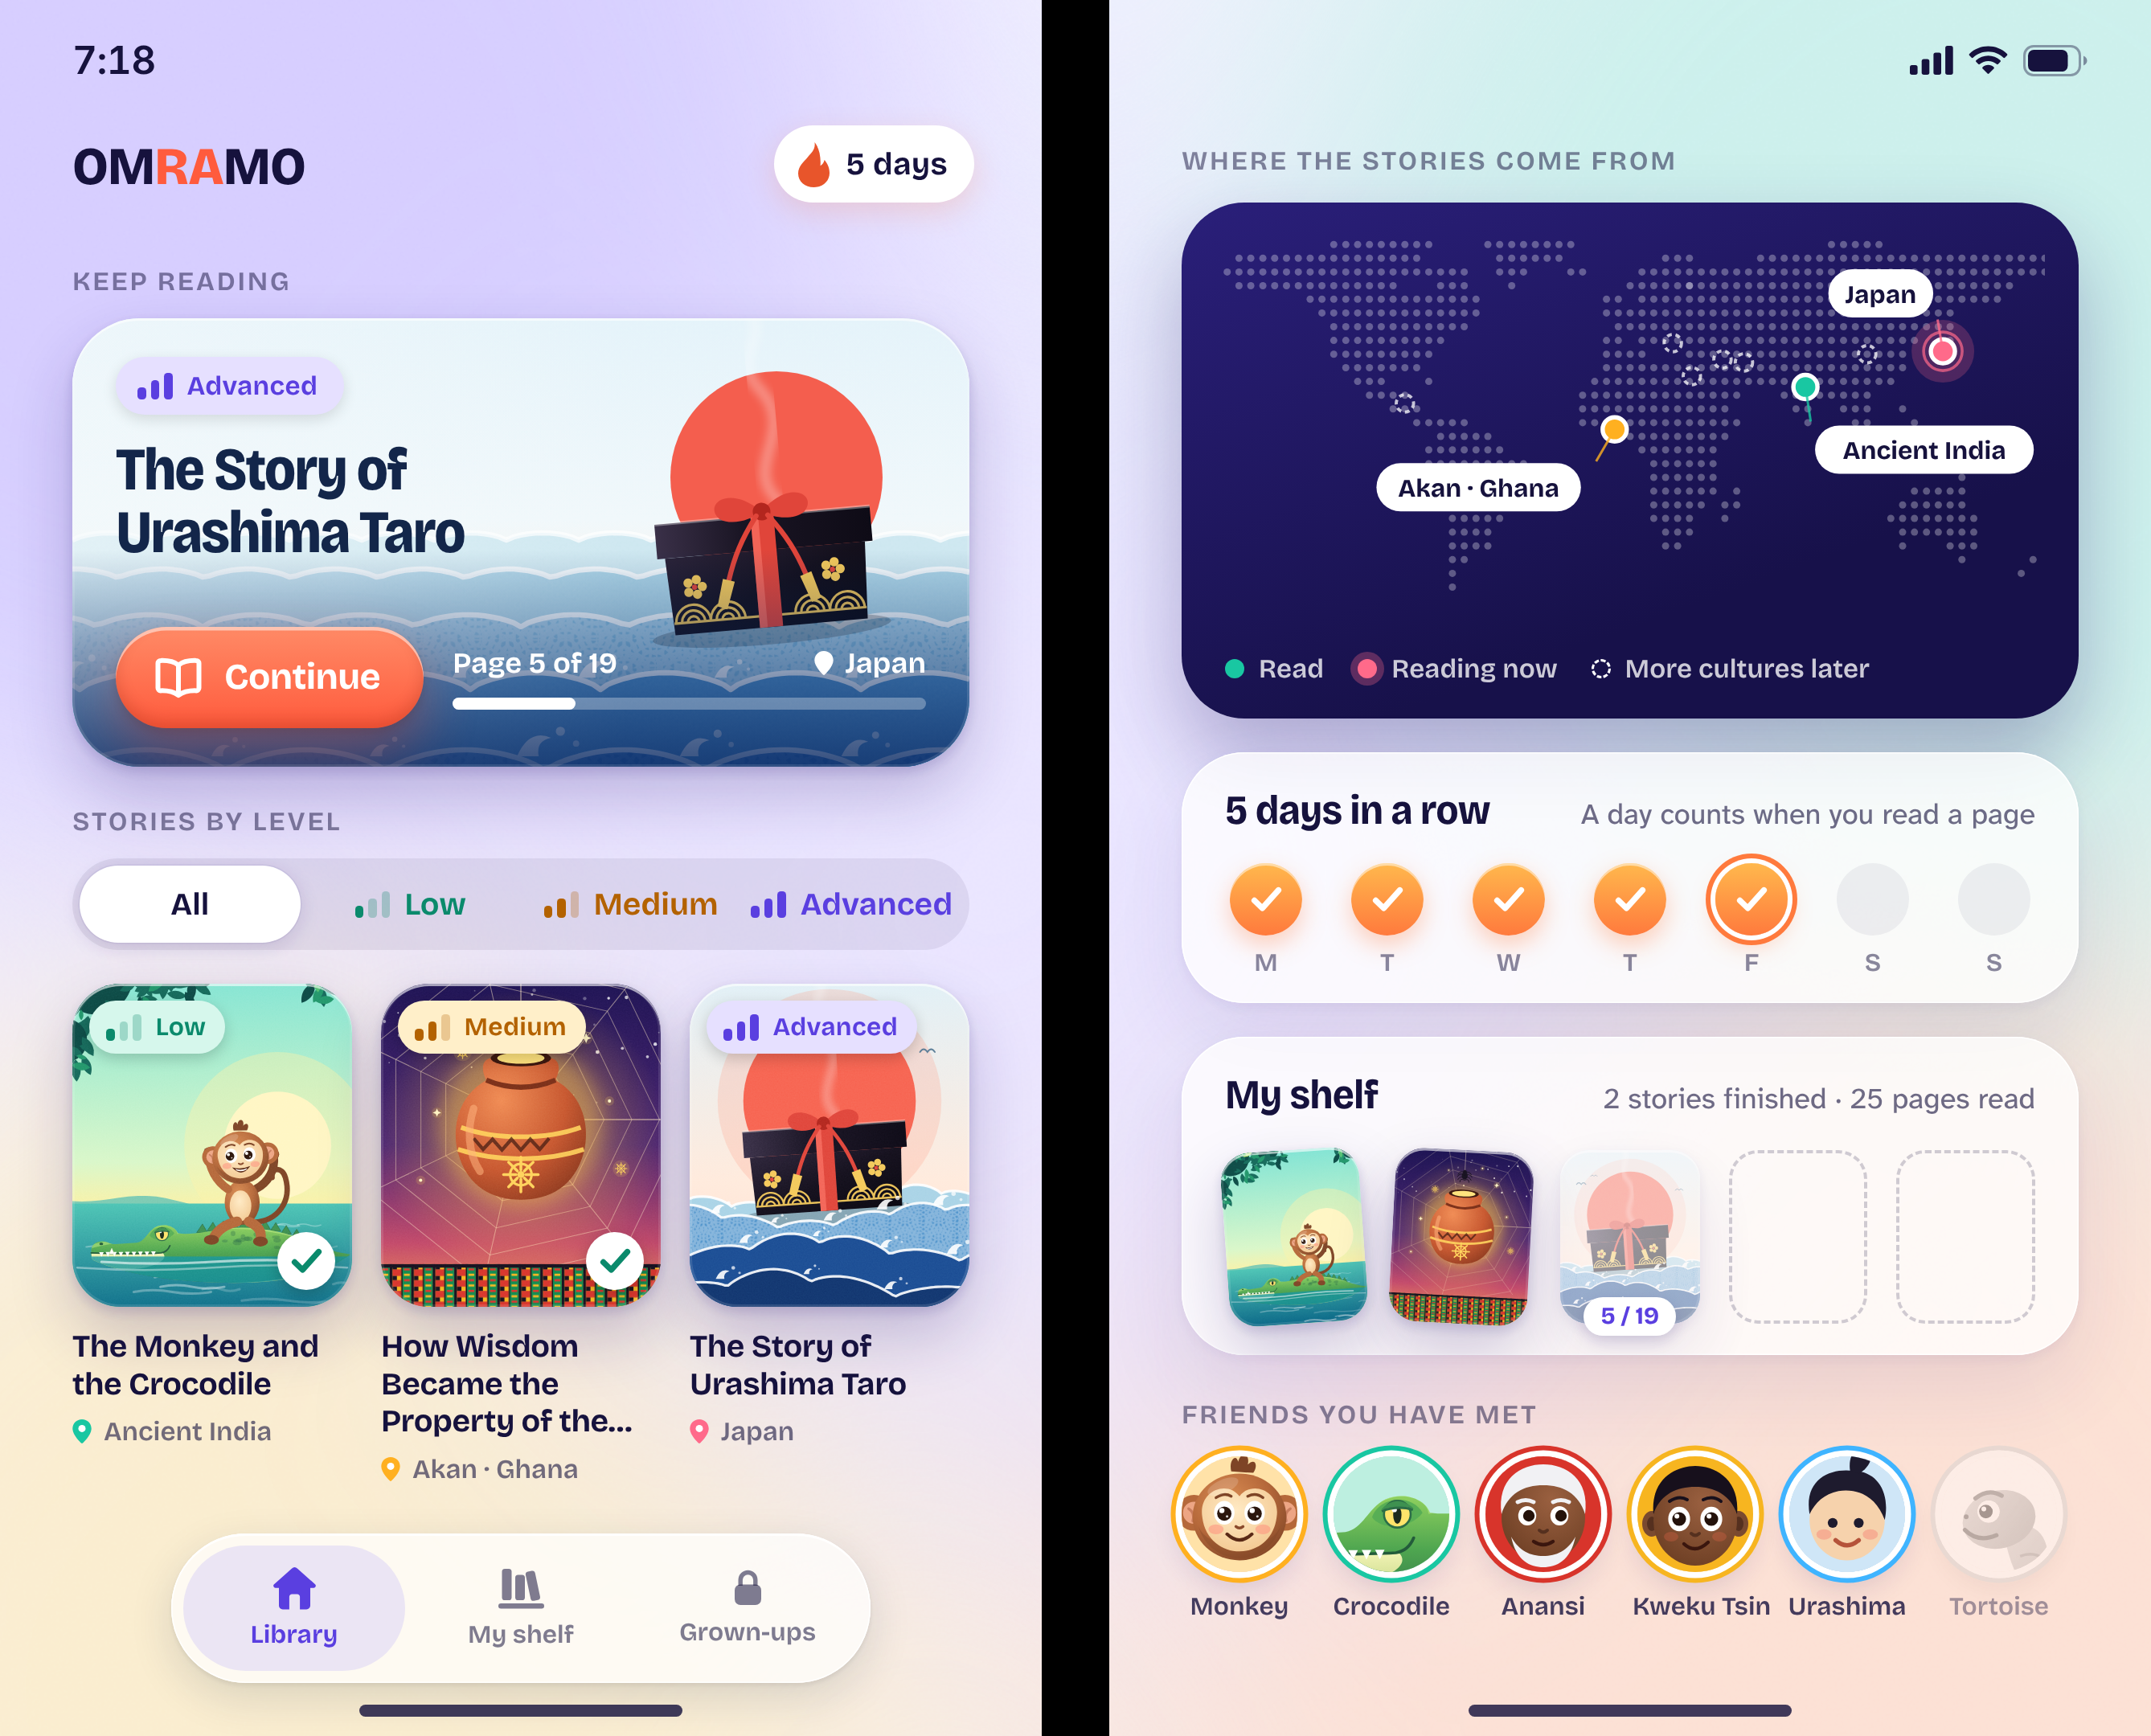 7:18
OMRAMO
5 days
KEEP READING
Advanced
The Story of
Urashima Taro
Continue
Page 5 of 19
Japan
STORIES BY LEVEL
All
Low
Medium
Advanced
Low
Medium
Advanced
The Monkey and
the Crocodile
Ancient India
How Wisdom
Became the
Property of the...
Akan · Ghana
The Story of
Urashima Taro
Japan
Library
My shelf
Grown-ups
WHERE THE STORIES COME FROM
Japan
Ancient India
Akan · Ghana
Read
Reading now
More cultures later
5 days in a row
A day counts when you read a page
M T W T F S S
My shelf
2 stories finished · 25 pages read
5 / 19
FRIENDS YOU HAVE MET
Monkey
Crocodile
Anansi
Kweku Tsin
Urashima
Tortoise